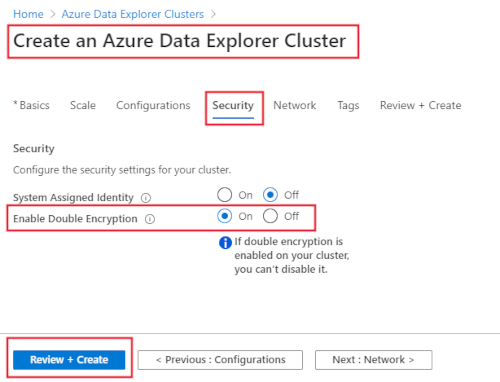 Home > Azure Data Explorer Clusters >
Create an Azure Data Explorer Cluster
* Basics Scale Configurations Security Network Tags Review + Create
Security
Configure the security settings for your cluster.
System Assigned Identity On Off
Enable Double Encryption On Off
If double encryption is
enabled on your cluster,
you can't disable it.
Review + Create < Previous : Configurations Next : Network >